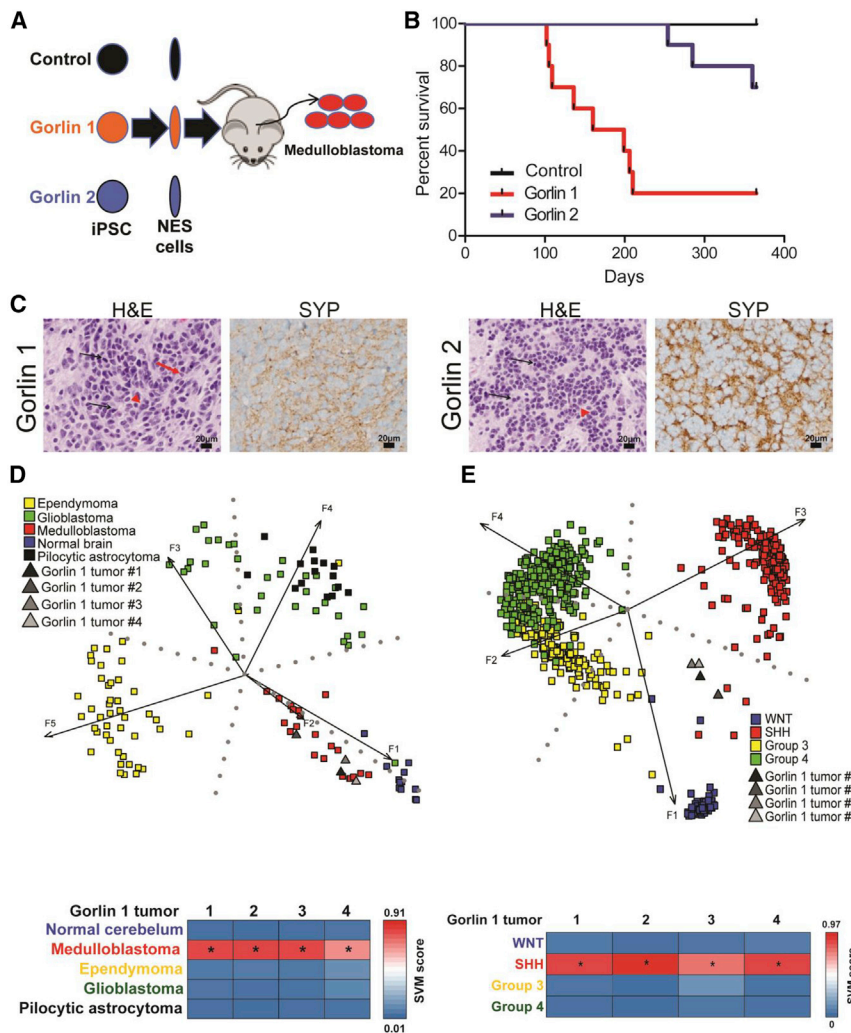 A
Control
Gorlin 1
Gorlin 2
iPSC
NES
cells
Medulloblastoma
B
Percent survival
100
80
60
40
20
0
0
100
200
300
400
Days
Control
Gorlin 1
Gorlin 2
C
Gorlin 1
H&E
SYP
20µm
20µm
Gorlin 2
H&E
SYP
20µm
20µm
D
Ependymoma
Glioblastoma
Medulloblastoma
Normal brain
Pilocytic astrocytoma
Gorlin 1 tumor #1
Gorlin 1 tumor #2
Gorlin 1 tumor #3
Gorlin 1 tumor #4
F4
F3
F5
F2
F1
Gorlin 1 tumor 1 2 3 4
Normal cerebellum
Medulloblastoma * * * *
Ependymoma
Glioblastoma
Pilocytic astrocytoma
0.91
SVM score
0.01
E
F4
F3
F2
F1
WNT
SHH
Group 3
Group 4
Gorlin 1 tumor #
Gorlin 1 tumor #
Gorlin 1 tumor #
Gorlin 1 tumor #
Gorlin 1 tumor 1 2 3 4
WNT
SHH * * * *
Group 3
Group 4
0.97
SVM score
0